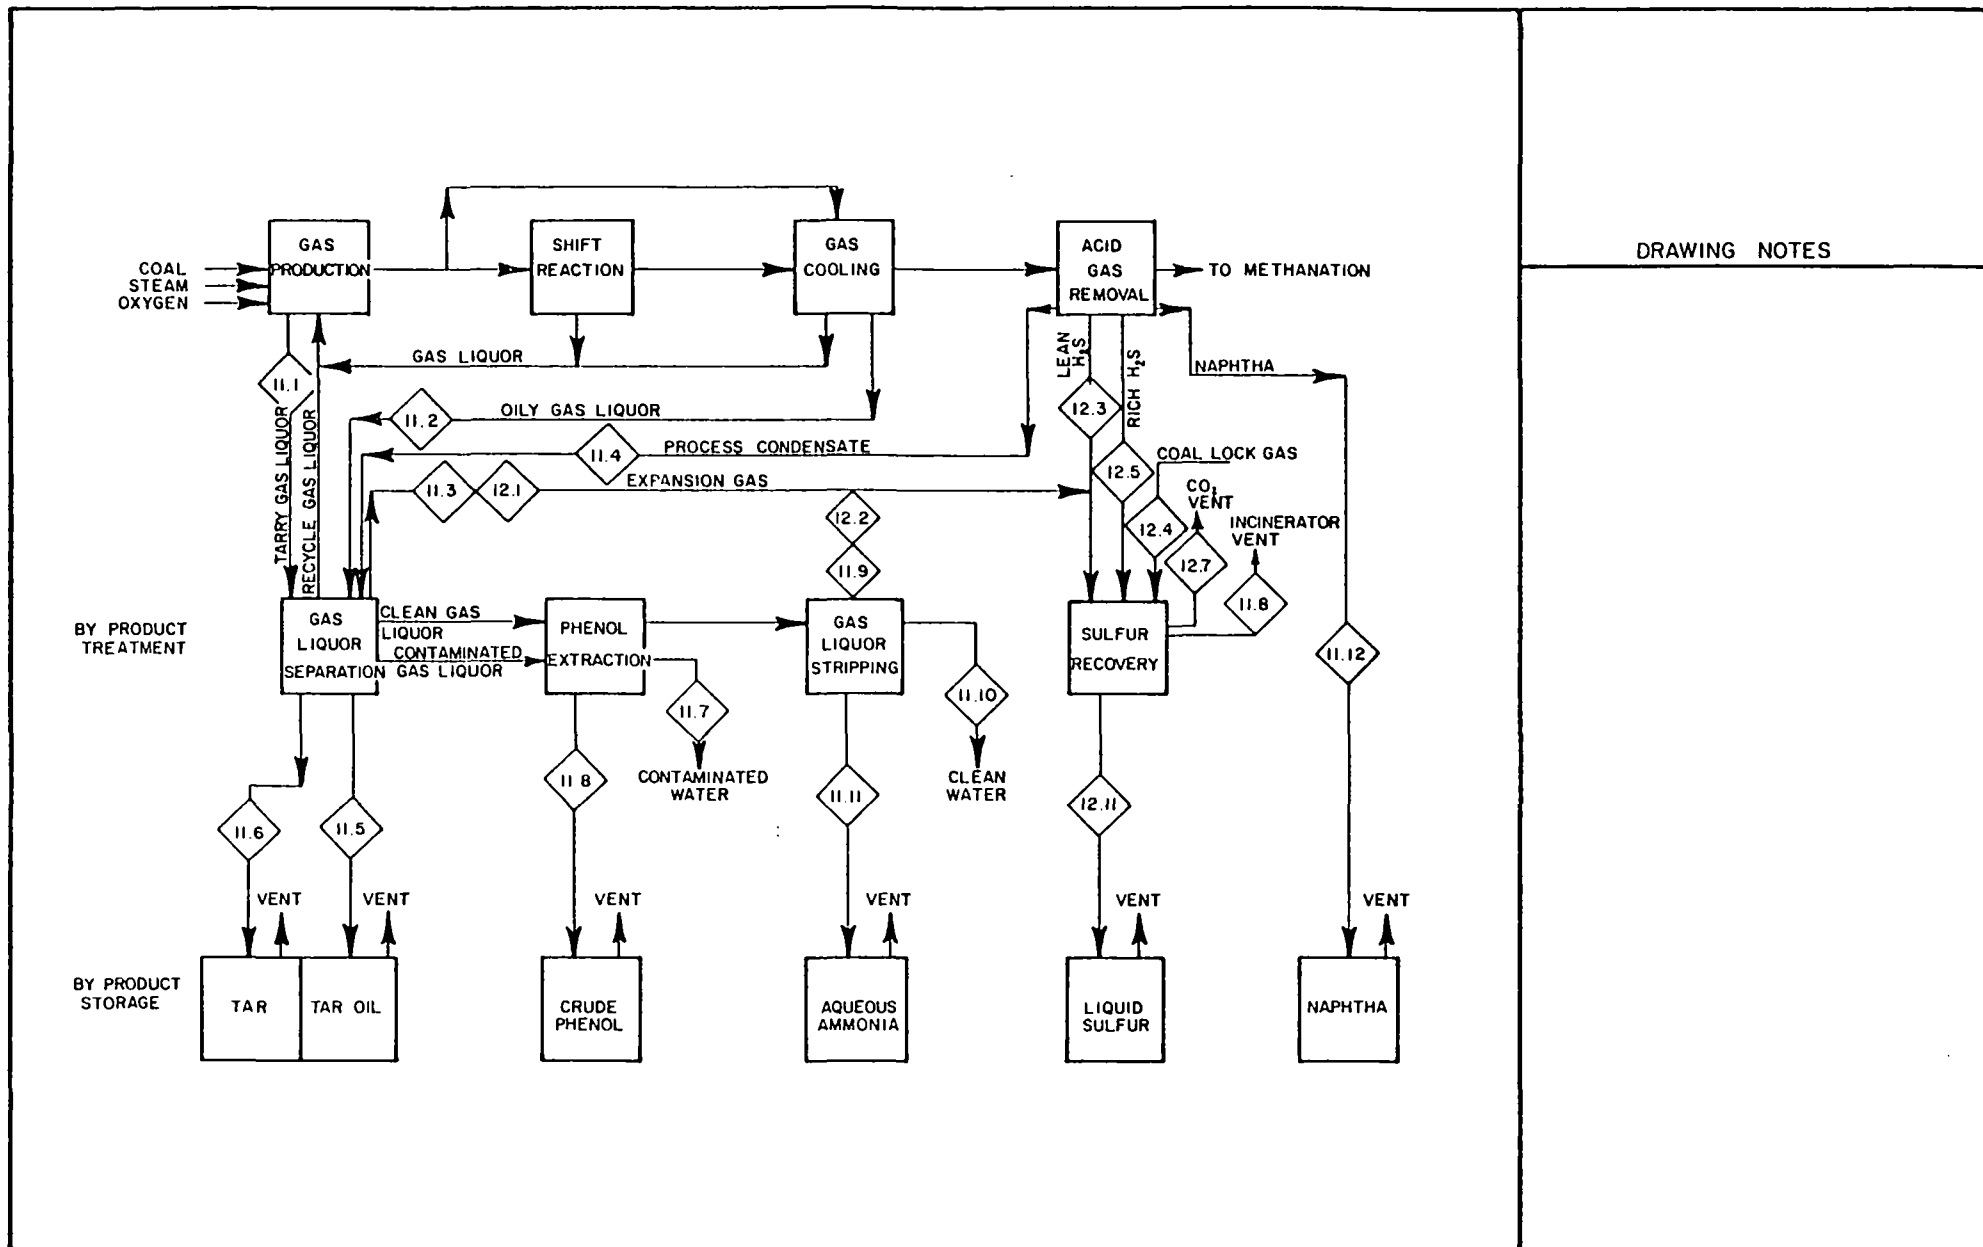 DRAWING NOTES
GAS
PRODUCTION
SHIFT
REACTION
GAS
COOLING
ACID
GAS
REMOVAL
COAL
STEAM
OXYGEN
TO METHANATION
GAS LIQUOR
LEAN
H₂S
RICH H₂S
NAPHTHA
11.1
TARRY GAS LIQUOR
RECYCLE GAS LIQUOR
11.2
OILY GAS LIQUOR
12.3
11.4
PROCESS CONDENSATE
12.5
COAL LOCK GAS
11.3
12.1
EXPANSION GAS
CO₂
VENT
12.2
12.4
INCINERATOR
VENT
11.9
12.7
11.8
BY PRODUCT
TREATMENT
GAS
LIQUOR
SEPARATION
CLEAN GAS
LIQUOR
CONTAMINATED
GAS LIQUOR
PHENOL
EXTRACTION
GAS
LIQUOR
STRIPPING
SULFUR
RECOVERY
11.12
11.7
11.10
11 8
CONTAMINATED
WATER
11.11
CLEAN
WATER
12.11
11.6
11.5
VENT
VENT
VENT
VENT
VENT
VENT
BY PRODUCT
STORAGE
TAR
TAR OIL
CRUDE
PHENOL
AQUEOUS
AMMONIA
LIQUID
SULFUR
NAPHTHA